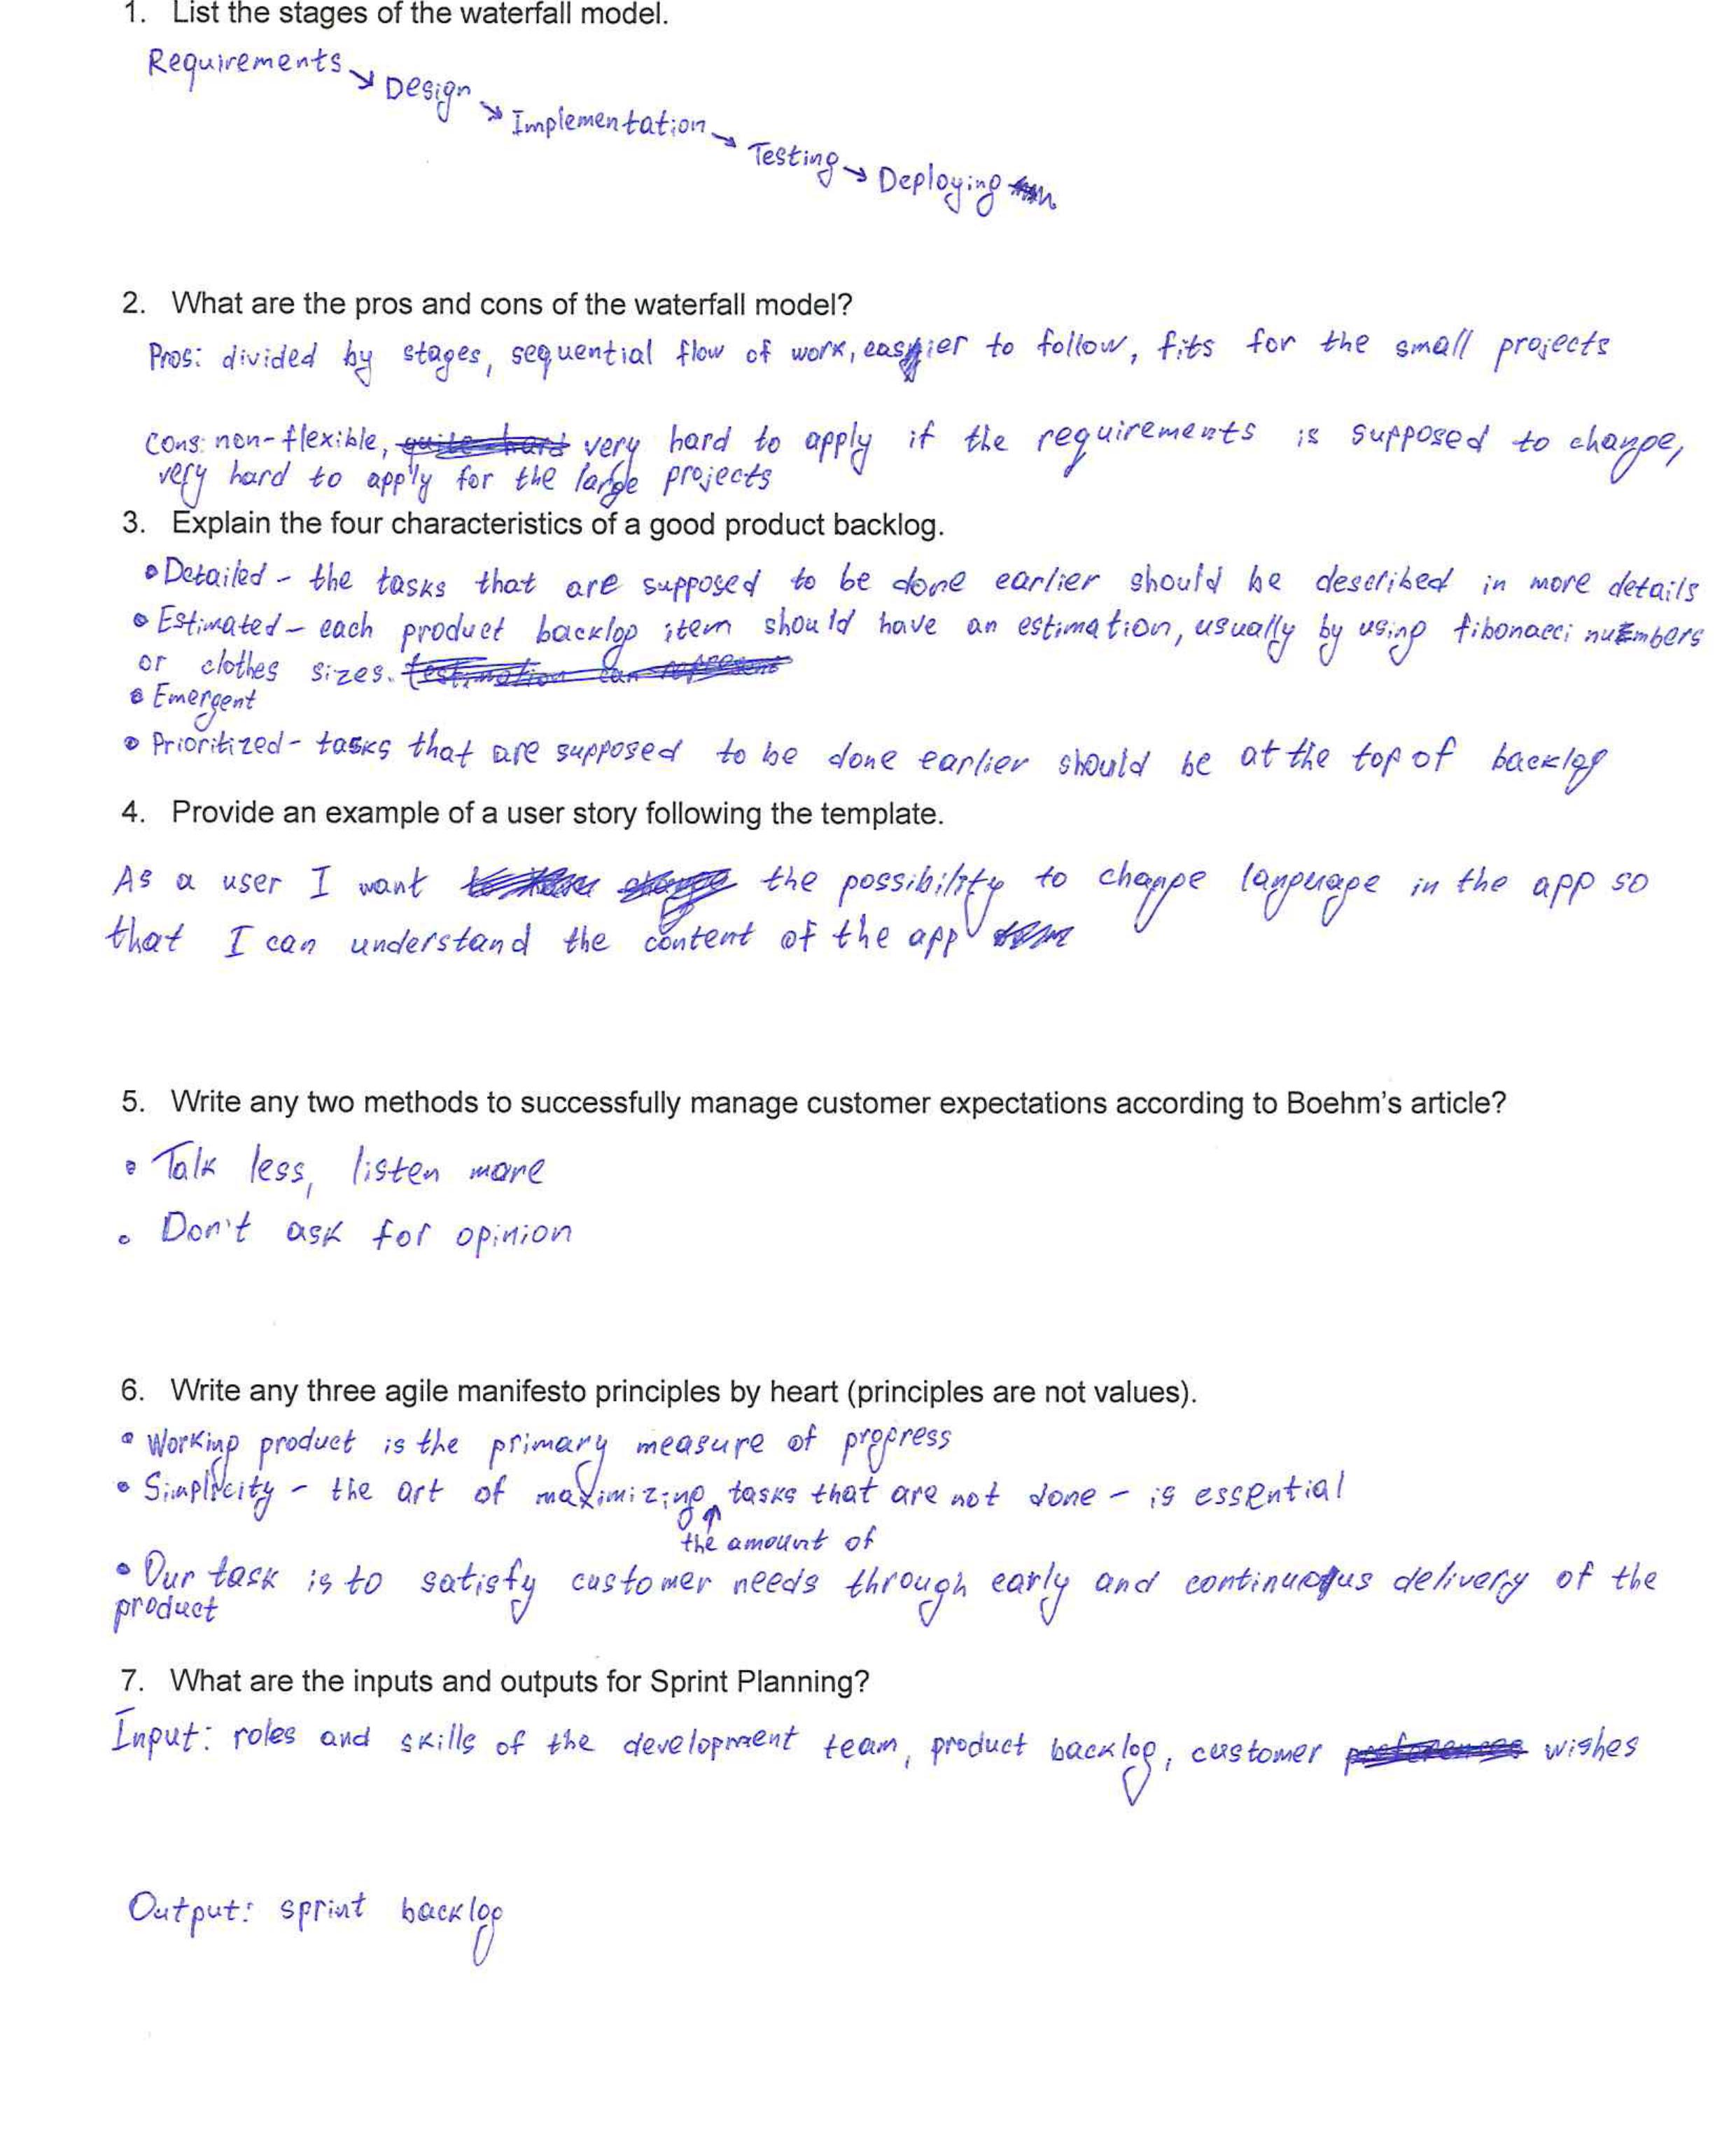 1. List the stages of the waterfall model.
Requirements → Design → Implementation → Testing → Deploying
2. What are the pros and cons of the waterfall model?
Pros: divided by stages, sequential flow of work, easier to follow, fits for the small projects
Cons: non-flexible, quite hard very hard to apply if the requirements is supposed to change,
very hard to apply for the large projects
3. Explain the four characteristics of a good product backlog.
• Detailed - the tasks that are supposed to be done earlier should be described in more details
• Estimated - each product backlog item should have an estimation, usually by using fibonacci numbers
or clothes sizes.
• Emergent
• Prioritized - tasks that are supposed to be done earlier should be at the top of backlog
4. Provide an example of a user story following the template.
As a user I want the possibility to change language in the app so
that I can understand the content of the app
5. Write any two methods to successfully manage customer expectations according to Boehm's article?
• Talk less, listen more
• Don't ask for opinion
6. Write any three agile manifesto principles by heart (principles are not values).
• Working product is the primary measure of progress
• Simplicity - the art of maximizing tasks that are not done - is essential
the amount of
• Our task is to satisfy customer needs through early and continuous delivery of the
product
7. What are the inputs and outputs for Sprint Planning?
Input: roles and skills of the development team, product backlog, customer preferences wishes
Output: sprint backlog